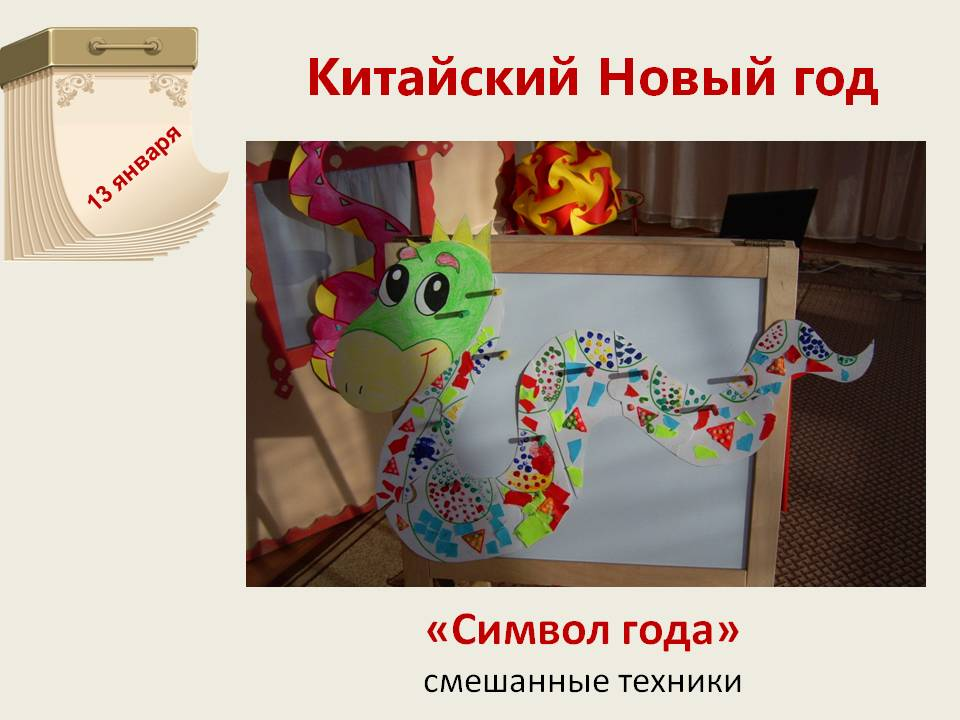 13 января
Китайский Новый год
«Символ года»
смешанные техники